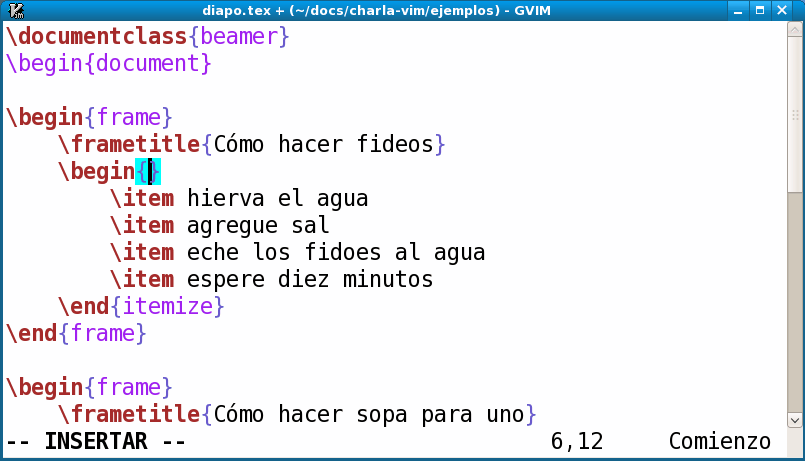 diapo.tex + (~/docs/charla-vim/ejemplos) - GVIM
\documentclass{beamer}
\begin{document}
\begin{frame}
\frametitle{Cómo hacer fideos}
\begin{}
\item hierva el agua
\item agregue sal
\item eche los fidoes al agua
\item espere diez minutos
\end{itemize}
\end{frame}
\begin{frame}
\frametitle{Cómo hacer sopa para uno}
-- INSERTAR -- 6,12 Comienzo